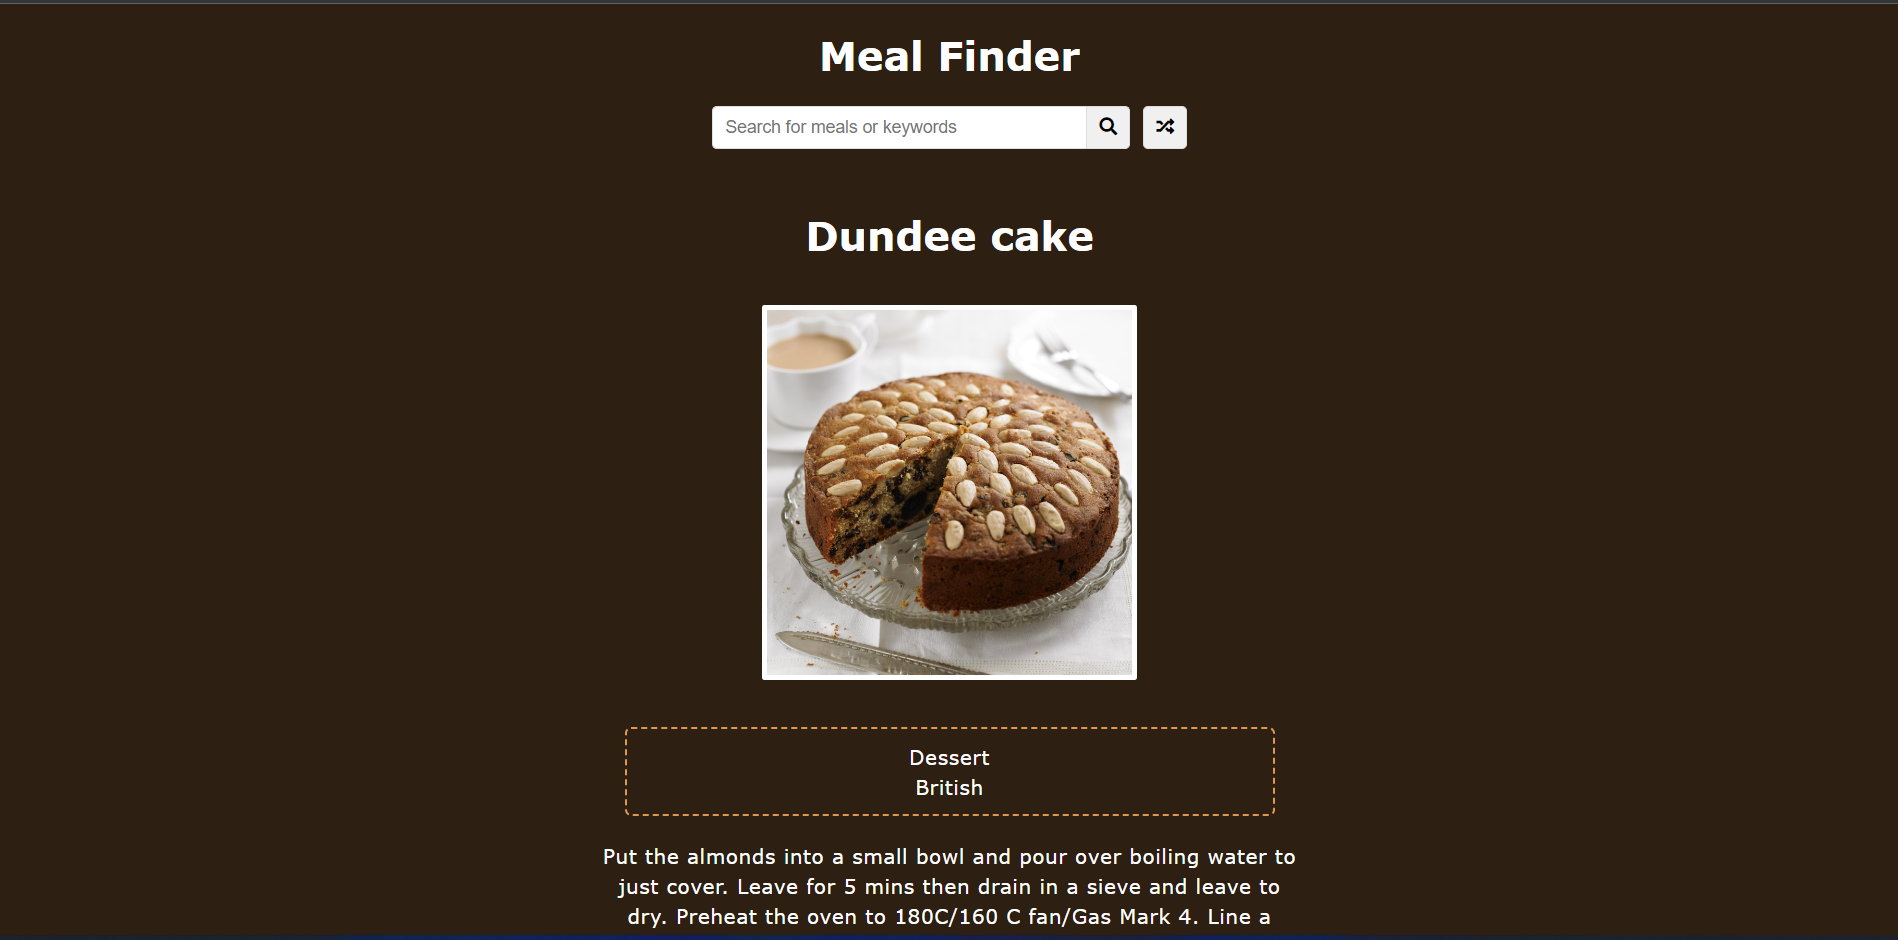 Meal Finder
Search for meals or keywords
Dundee cake
Dessert
British
Put the almonds into a small bowl and pour over boiling water to
just cover. Leave for 5 mins then drain in a sieve and leave to
dry. Preheat the oven to 180C/160 C fan/Gas Mark 4. Line a